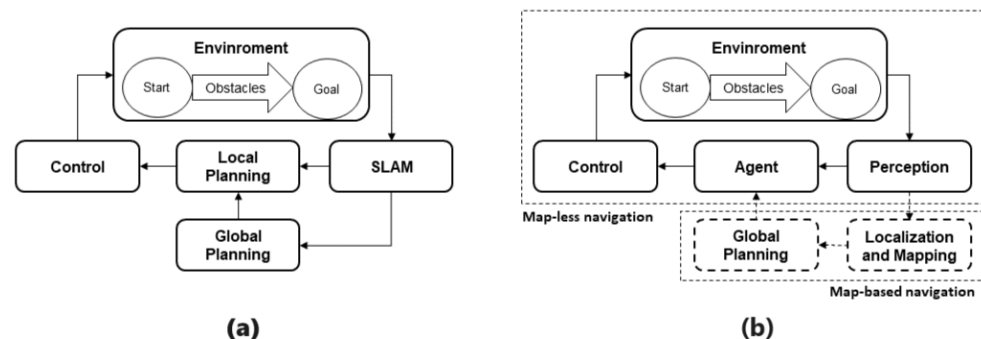 Envinroment
Start
Obstacles
Goal
Control
Local
Planning
SLAM
Global
Planning
(a)
Envinroment
Start
Obstacles
Goal
Control
Agent
Perception
Map-less navigation
Global
Planning
Localization
and Mapping
Map-based navigation
(b)